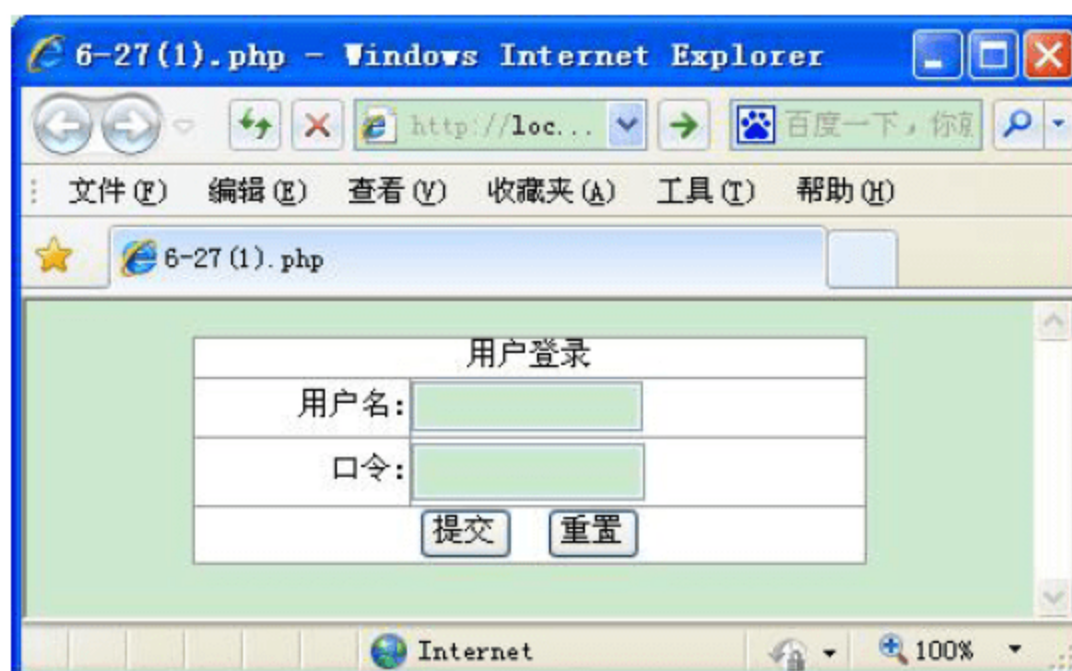 6-27(1).php - Windows Internet Explorer
http://loc... 百度一下，你
文件(F) 编辑(E) 查看(V) 收藏夹(A) 工具(T) 帮助(H)
6-27(1).php
用户登录
用户名:
口令:
提交 重置
Internet 100%